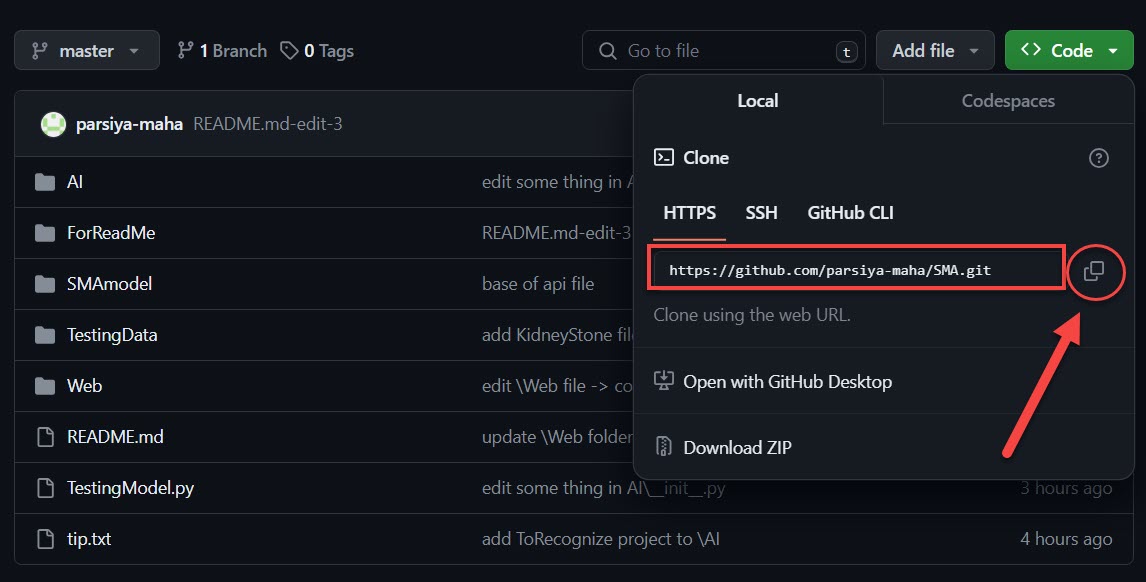 master 1 Branch 0 Tags Go to file t Add file Code
Local Codespaces
parsiya-maha README.md-edit-3
Clone
AI edit some thing in
HTTPS SSH GitHub CLI
ForReadMe README.md-edit-3
https://github.com/parsiya-maha/SMA.git
SMAmodel base of api file
Clone using the web URL.
TestingData add KidneyStone
Open with GitHub Desktop
Web edit \Web file ->
README.md update \Web folder
Download ZIP
TestingModel.py edit some thing in AI\__init__.py 3 hours ago
tip.txt add ToRecognize project to \AI 4 hours ago